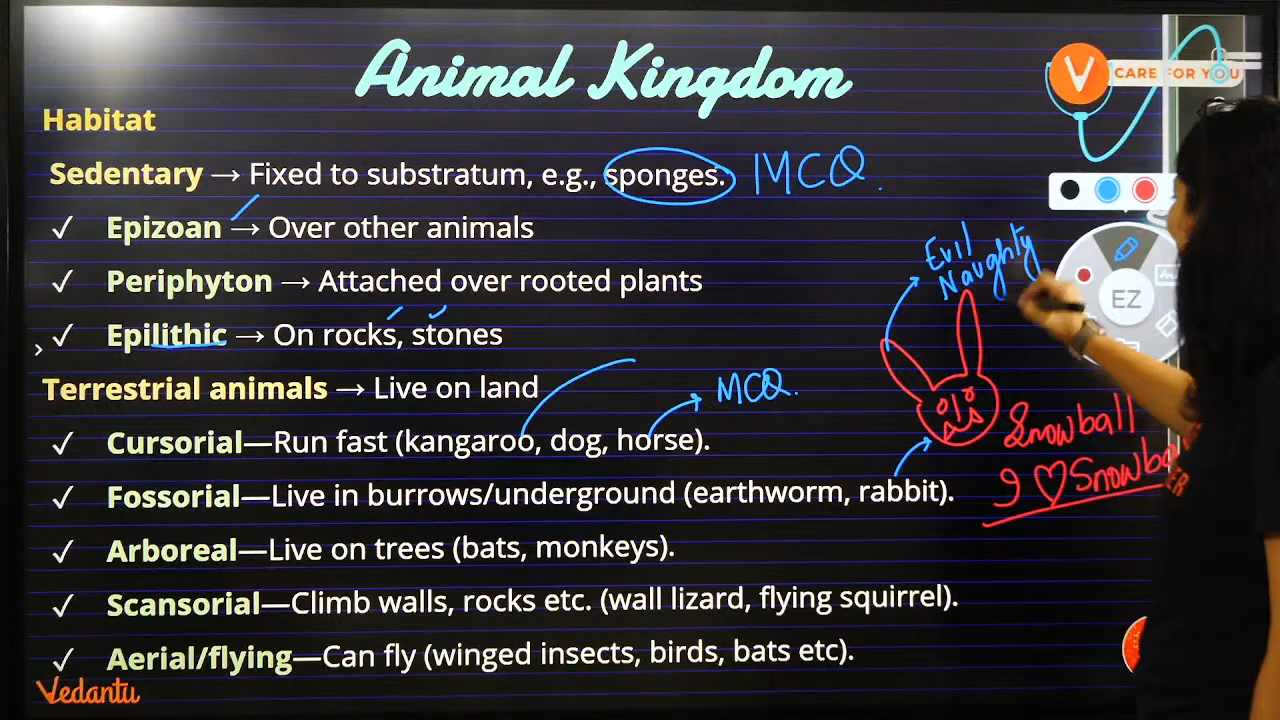 Animal Kingdom
CARE FOR YOU
Habitat
Sedentary → Fixed to substratum, e.g., sponges. MCQ.
✓ Epizoan → Over other animals
✓ Periphyton → Attached over rooted plants
✓ Epilithic → On rocks, stones
Terrestrial animals → Live on land
MCQ.
✓ Cursorial—Run fast (kangaroo, dog, horse).
✓ Fossorial—Live in burrows/underground (earthworm, rabbit).
✓ Arboreal—Live on trees (bats, monkeys).
✓ Scansorial—Climb walls, rocks etc. (wall lizard, flying squirrel).
✓ Aerial/flying—Can fly (winged insects, birds, bats etc).
Vedantu
Evil
Naughty
EZ
Snowball
I ♡ Snowba